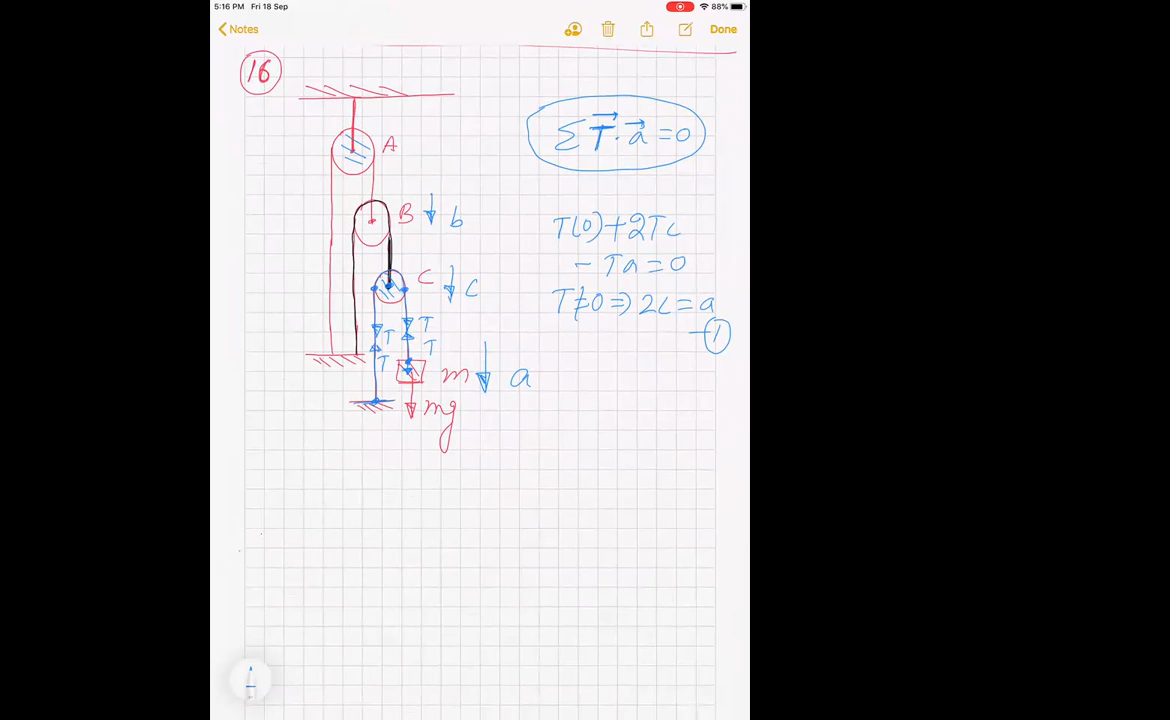 5:16 PM Fri 18 Sep
88%
Notes
Done
16
A
B
b
C
c
T
T
T
T
m
a
mg
∑ T⃗ · a⃗ = 0
T(0) + 2Tc
− Ta = 0
T ≠ 0 ⇒ 2c = a
— 1